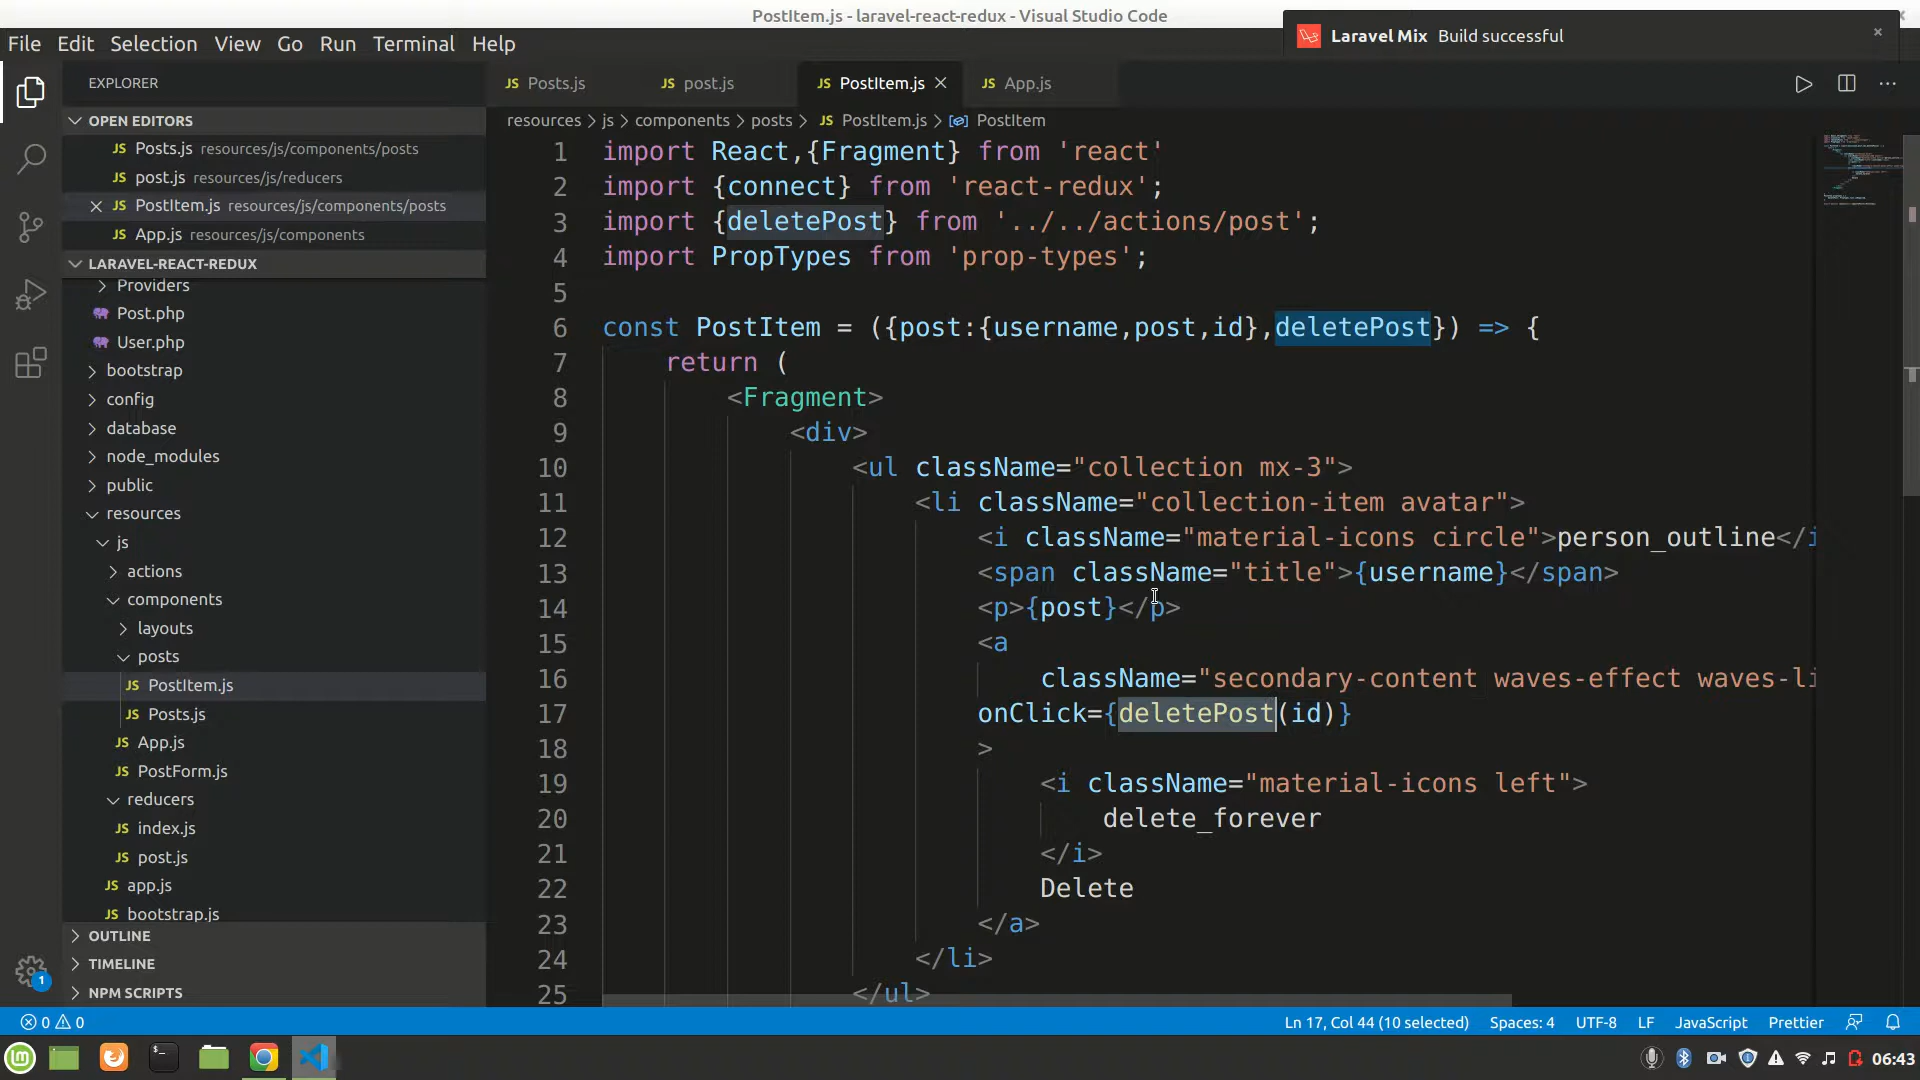 PostItem.js - laravel-react-redux - Visual Studio Code
Laravel Mix Build successful
File Edit Selection View Go Run Terminal Help
EXPLORER
JS Posts.js
JS post.js
JS PostItem.js
JS App.js
OPEN EDITORS
JS Posts.js resources/js/components/posts
JS post.js resources/js/reducers
JS PostItem.js resources/js/components/posts
JS App.js resources/js/components
LARAVEL-REACT-REDUX
Providers
Post.php
User.php
bootstrap
config
database
node_modules
public
resources
js
actions
components
layouts
posts
JS PostItem.js
JS Posts.js
JS App.js
JS PostForm.js
reducers
JS index.js
JS post.js
JS app.js
JS bootstrap.js
OUTLINE
TIMELINE
NPM SCRIPTS
1
resources > js > components > posts > JS PostItem.js > PostItem
1 import React,{Fragment} from 'react'
2 import {connect} from 'react-redux';
3 import {deletePost} from '../../actions/post';
4 import PropTypes from 'prop-types';
5
6 const PostItem = ({post:{username,post,id},deletePost}) => {
7 return (
8 <Fragment>
9 <div>
10 <ul className="collection mx-3">
11 <li className="collection-item avatar">
12 <i className="material-icons circle">person_outline</i
13 <span className="title">{username}</span>
14 <p>{post}</p>
15 <a
16 className="secondary-content waves-effect waves-li
17 onClick={deletePost(id)}
18 >
19 <i className="material-icons left">
20 delete_forever
21 </i>
22 Delete
23 </a>
24 </li>
25 </ul>
0 0
Ln 17, Col 44 (10 selected) Spaces: 4 UTF-8 LF JavaScript Prettier
06:43